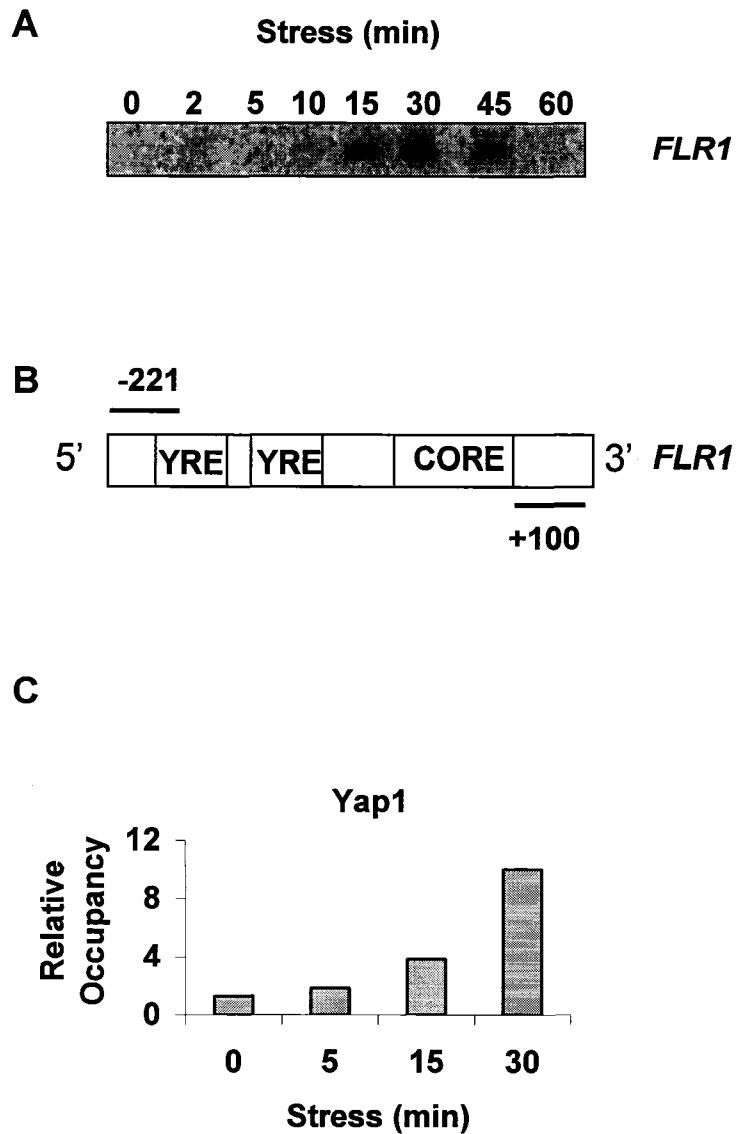 A
Stress (min)
0 2 5 10 15 30 45 60
FLR1
B
-221
5' YRE YRE CORE 3' FLR1
+100
C
Yap1
Relative Occupancy
12
8
4
0
0 5 15 30
Stress (min)